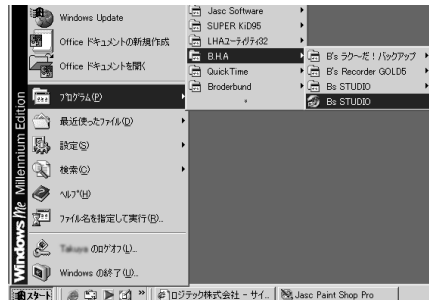 Windows Update
Office ドキュメントの新規作成
Office ドキュメントを開く
プログラム(P)
最近使ったファイル(D)
設定(S)
検索(C)
ヘルプ(H)
ファイル名を指定して実行(R)...
Takuya のログオフ(L)...
Windows の終了(U)...
Windows Me Millennium Edition
Jasc Software
SUPER KiD95
LHAユーティリティ32
B.H.A
QuickTime
Broderbund
B's らく～だ！バックアップ
B's Recorder GOLD5
Bs STUDIO
Bs STUDIO
スタート
ロジテック株式会社 - サイ...
Jasc Paint Shop Pro